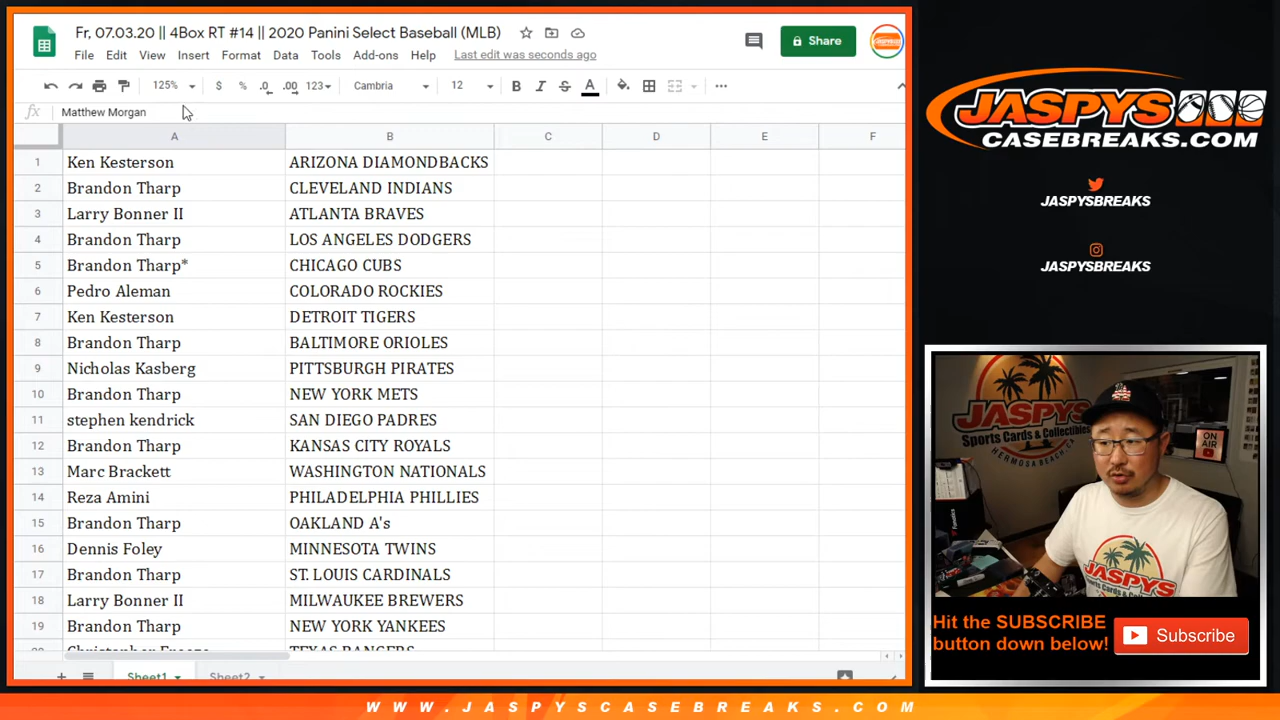 Fr, 07.03.20 || 4Box RT #14 || 2020 Panini Select Baseball (MLB)
File Edit View Insert Format Data Tools Add-ons Help Last edit was seconds ago
Share
125% $ % .0 .00 123 Cambria 12 B I S A
fx Matthew Morgan
A B C D E F
1 Ken Kesterson ARIZONA DIAMONDBACKS
2 Brandon Tharp CLEVELAND INDIANS
3 Larry Bonner II ATLANTA BRAVES
4 Brandon Tharp LOS ANGELES DODGERS
5 Brandon Tharp* CHICAGO CUBS
6 Pedro Aleman COLORADO ROCKIES
7 Ken Kesterson DETROIT TIGERS
8 Brandon Tharp BALTIMORE ORIOLES
9 Nicholas Kasberg PITTSBURGH PIRATES
10 Brandon Tharp NEW YORK METS
11 stephen kendrick SAN DIEGO PADRES
12 Brandon Tharp KANSAS CITY ROYALS
13 Marc Brackett WASHINGTON NATIONALS
14 Reza Amini PHILADELPHIA PHILLIES
15 Brandon Tharp OAKLAND A's
16 Dennis Foley MINNESOTA TWINS
17 Brandon Tharp ST. LOUIS CARDINALS
18 Larry Bonner II MILWAUKEE BREWERS
19 Brandon Tharp NEW YORK YANKEES
TEXAS RANGERS
Sheet1 Sheet2
JASPYS
CASEBREAKS.COM
JASPYSBREAKS
JASPYSBREAKS
JASPYS
Sports Cards & Collectibles
HERMOSA BEACH, CA
ON AIR
JASPYS
Hit the SUBSCRIBE
button down below!
Subscribe
WWW.JASPYSCASEBREAKS.COM